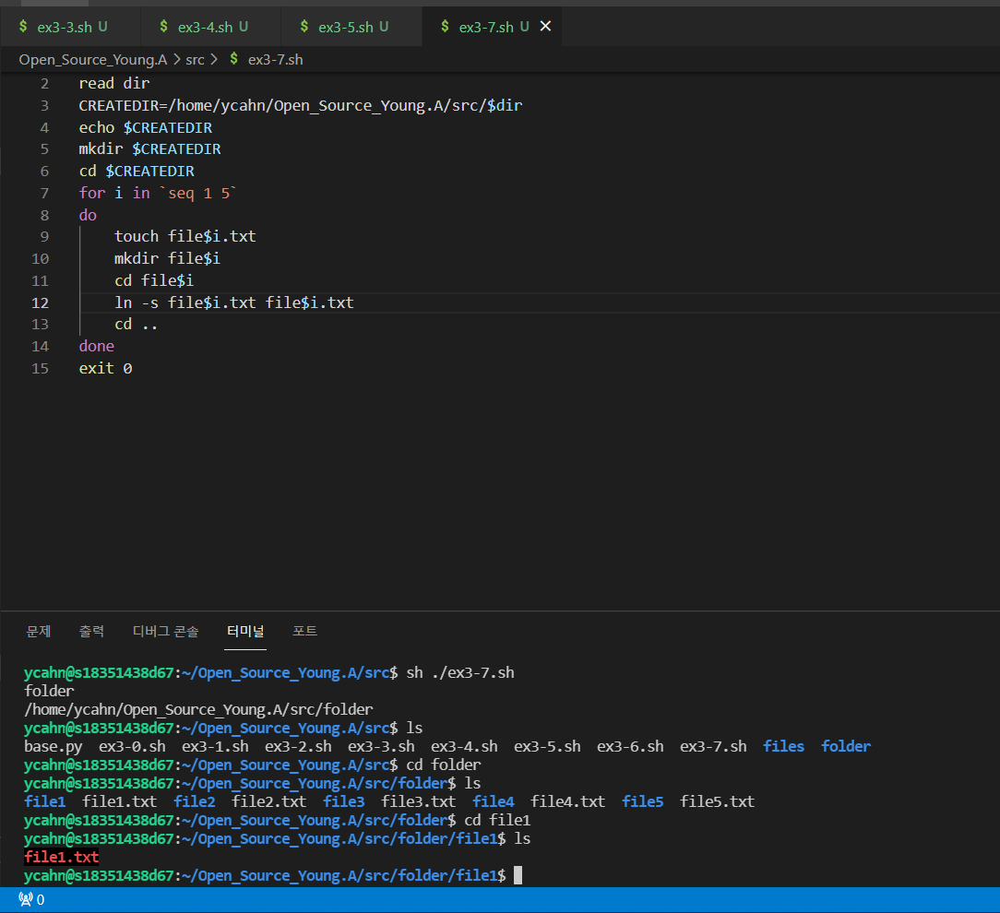 $ ex3-3.sh U $ ex3-4.sh U $ ex3-5.sh U $ ex3-7.sh U ×
Open_Source_Young.A > src > $ ex3-7.sh
2 read dir
3 CREATEDIR=/home/ycahn/Open_Source_Young.A/src/$dir
4 echo $CREATEDIR
5 mkdir $CREATEDIR
6 cd $CREATEDIR
7 for i in `seq 1 5`
8 do
9 touch file$i.txt
10 mkdir file$i
11 cd file$i
12 ln -s file$i.txt file$i.txt
13 cd ..
14 done
15 exit 0
문제 출력 디버그 콘솔 터미널 포트
ycahn@s18351438d67:~/Open_Source_Young.A/src$ sh ./ex3-7.sh
folder
/home/ycahn/Open_Source_Young.A/src/folder
ycahn@s18351438d67:~/Open_Source_Young.A/src$ ls
base.py ex3-0.sh ex3-1.sh ex3-2.sh ex3-3.sh ex3-4.sh ex3-5.sh ex3-6.sh ex3-7.sh files folder
ycahn@s18351438d67:~/Open_Source_Young.A/src$ cd folder
ycahn@s18351438d67:~/Open_Source_Young.A/src/folder$ ls
file1 file1.txt file2 file2.txt file3 file3.txt file4 file4.txt file5 file5.txt
ycahn@s18351438d67:~/Open_Source_Young.A/src/folder$ cd file1
ycahn@s18351438d67:~/Open_Source_Young.A/src/folder/file1$ ls
file1.txt
ycahn@s18351438d67:~/Open_Source_Young.A/src/folder/file1$
0